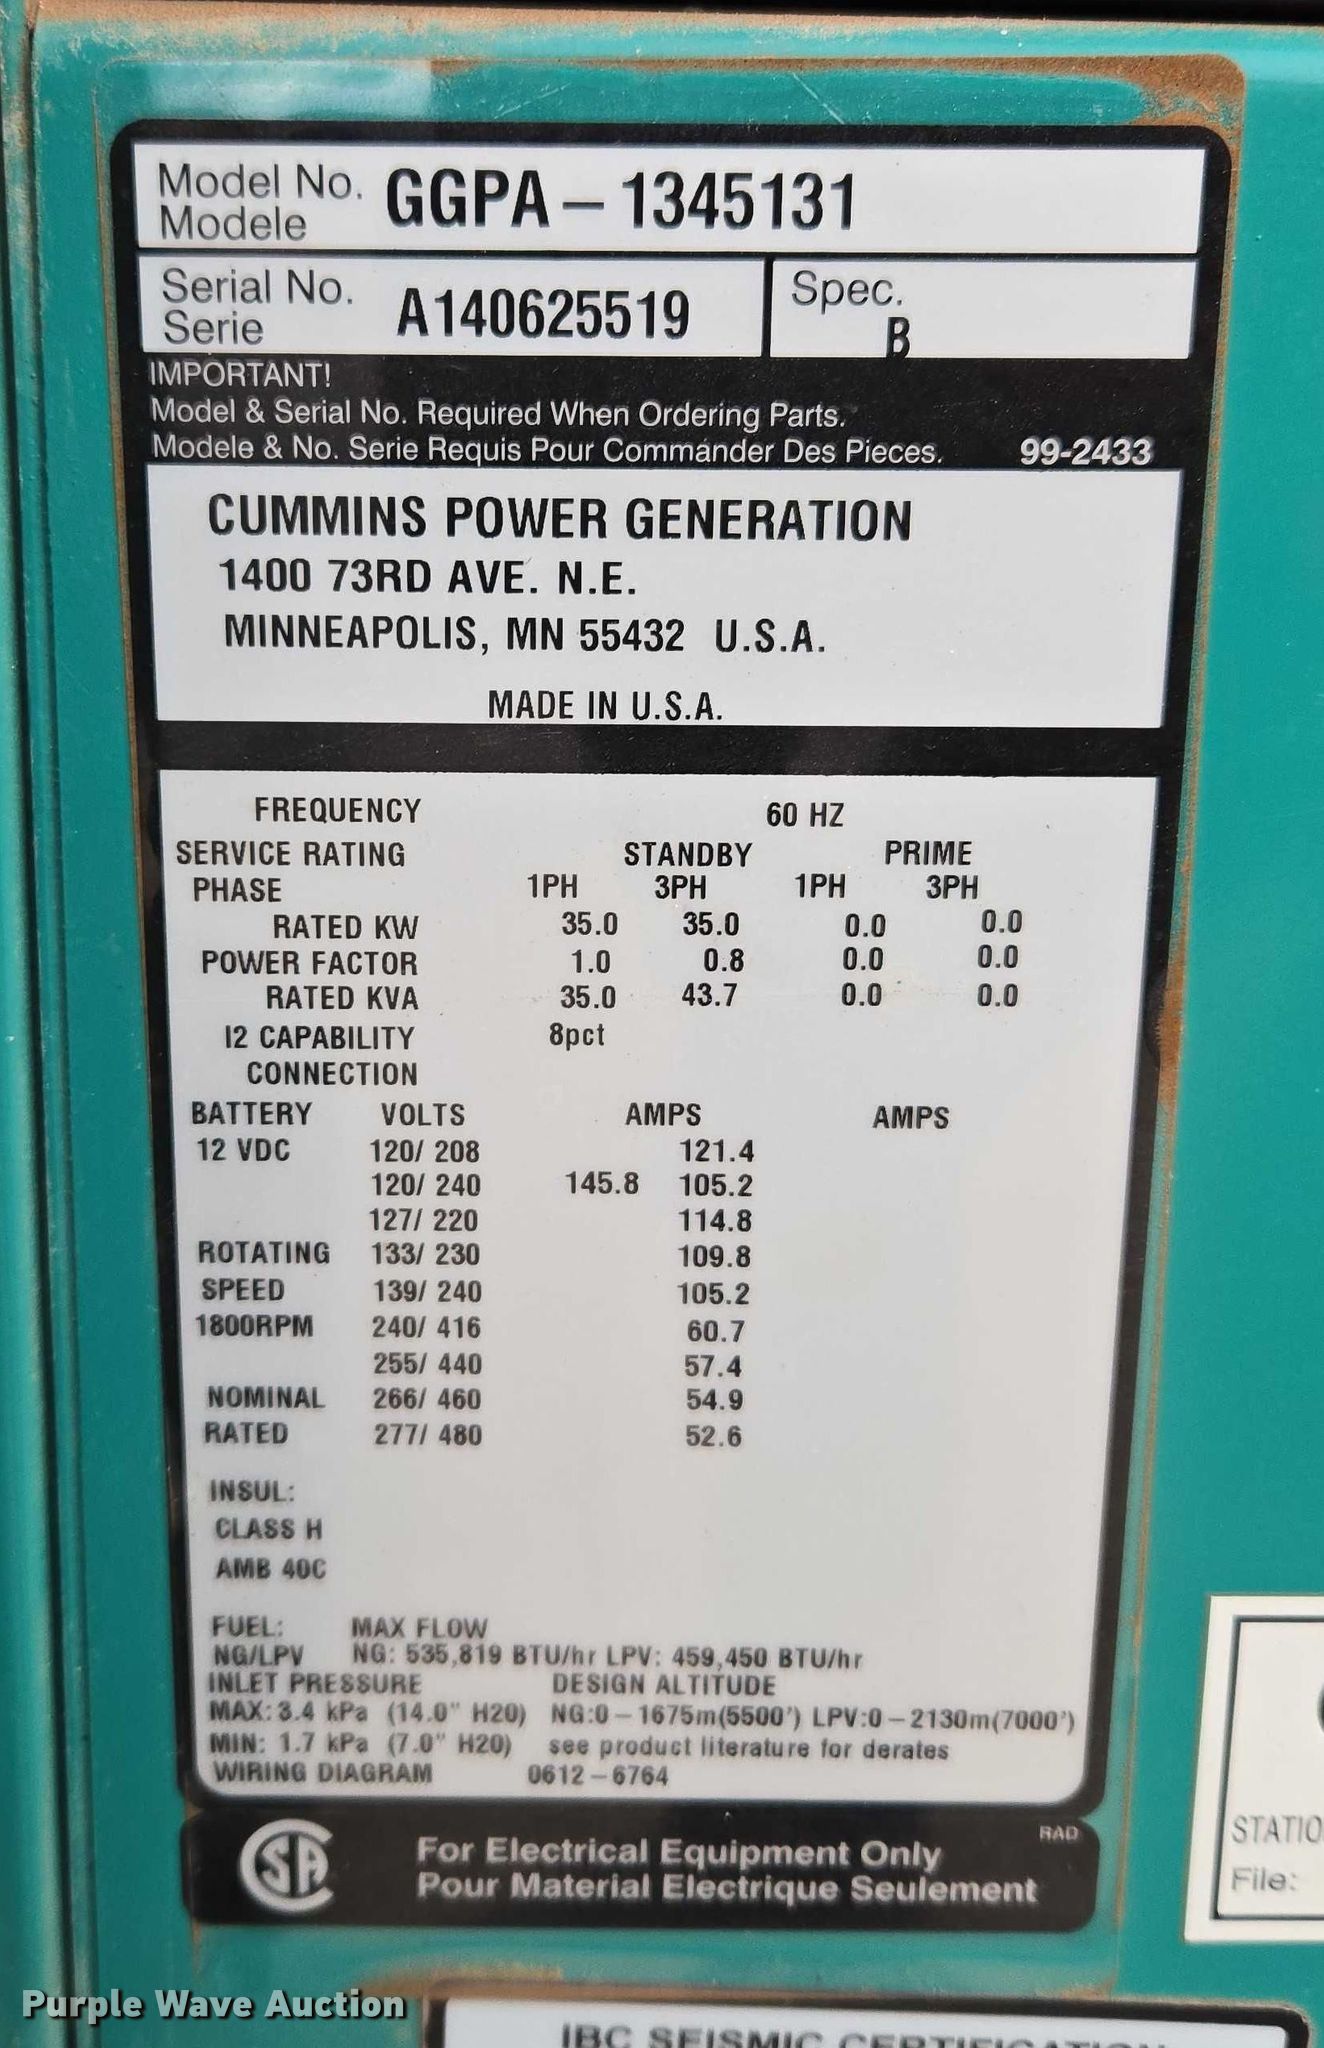 Model No. GGPA – 1345131
Modele
Serial No. A140625519
Serie
Spec.
B
IMPORTANT!
Model & Serial No. Required When Ordering Parts.
Modele & No. Serie Requis Pour Commander Des Pieces. 99-2433
CUMMINS POWER GENERATION
1400 73RD AVE. N.E.
MINNEAPOLIS, MN 55432 U.S.A.
MADE IN U.S.A.
FREQUENCY 60 HZ
SERVICE RATING STANDBY PRIME
PHASE 1PH 3PH 1PH 3PH
RATED KW 35.0 35.0 0.0 0.0
POWER FACTOR 1.0 0.8 0.0 0.0
RATED KVA 35.0 43.7 0.0 0.0
I2 CAPABILITY 8pct
CONNECTION
BATTERY VOLTS AMPS AMPS
12 VDC 120/ 208 121.4
120/ 240 145.8 105.2
127/ 220 114.8
ROTATING 133/ 230 109.8
SPEED 139/ 240 105.2
1800RPM 240/ 416 60.7
255/ 440 57.4
NOMINAL 266/ 460 54.9
RATED 277/ 480 52.6
INSUL:
CLASS H
AMB 40C
FUEL: MAX FLOW
NG/LPV NG: 535,819 BTU/hr LPV: 459,450 BTU/hr
INLET PRESSURE DESIGN ALTITUDE
MAX: 3.4 kPa (14.0" H20) NG:0 – 1675m(5500') LPV:0 – 2130m(7000')
MIN: 1.7 kPa (7.0" H20) see product literature for derates
WIRING DIAGRAM 0612 – 6764
RAD
For Electrical Equipment Only
Pour Material Electrique Seulement
STATIO
File:
Purple Wave Auction
IBC SEISMIC CERTIFICATION